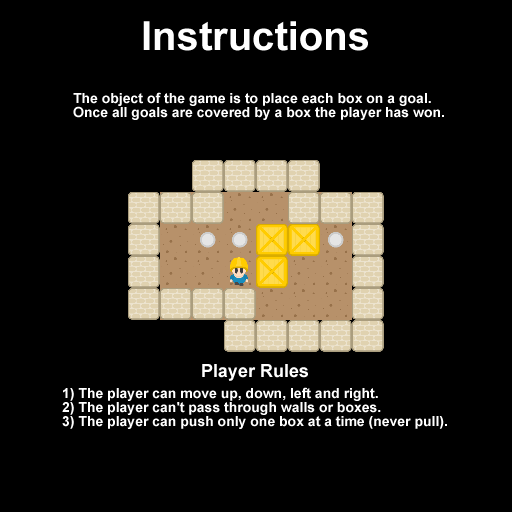 Instructions
The object of the game is to place each box on a goal.
Once all goals are covered by a box the player has won.
Player Rules
1) The player can move up, down, left and right.
2) The player can't pass through walls or boxes.
3) The player can push only one box at a time (never pull).